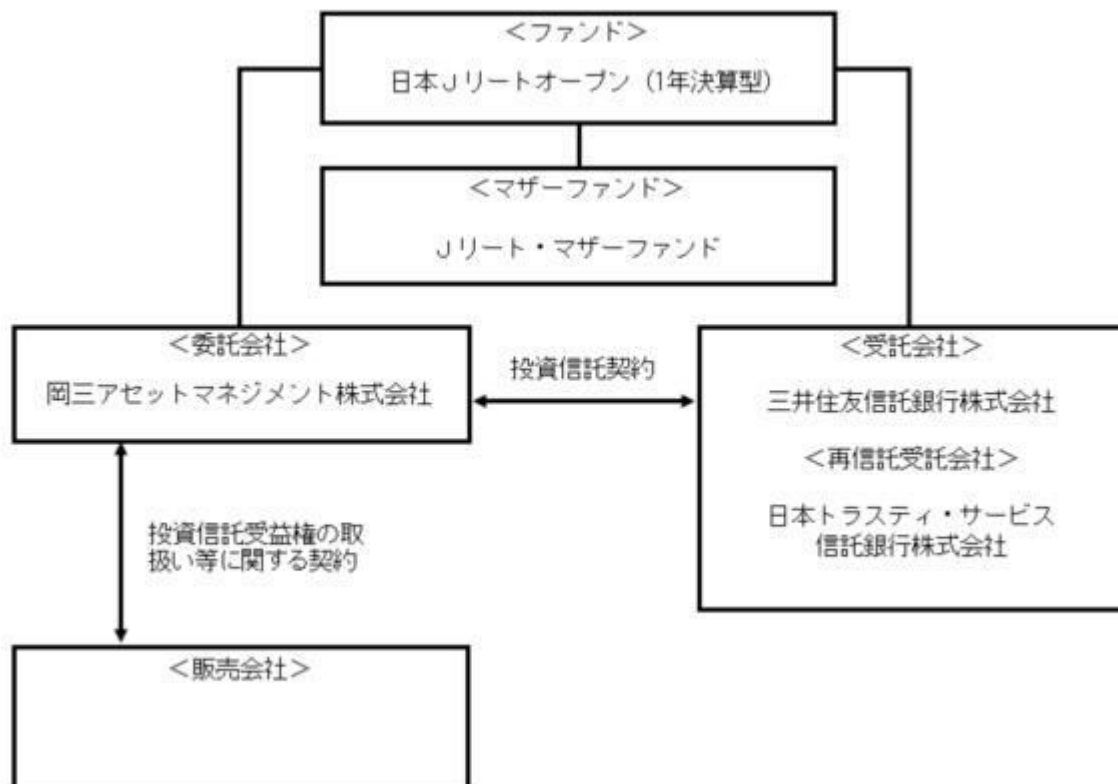 ＜ファンド＞
日本Ｊリートオープン（1年決算型）
＜マザーファンド＞
Ｊリート・マザーファンド
＜委託会社＞
岡三アセットマネジメント株式会社
投資信託契約
＜受託会社＞
三井住友信託銀行株式会社
＜再信託受託会社＞
日本トラスティ・サービス
信託銀行株式会社
投資信託受益権の取
扱い等に関する契約
＜販売会社＞